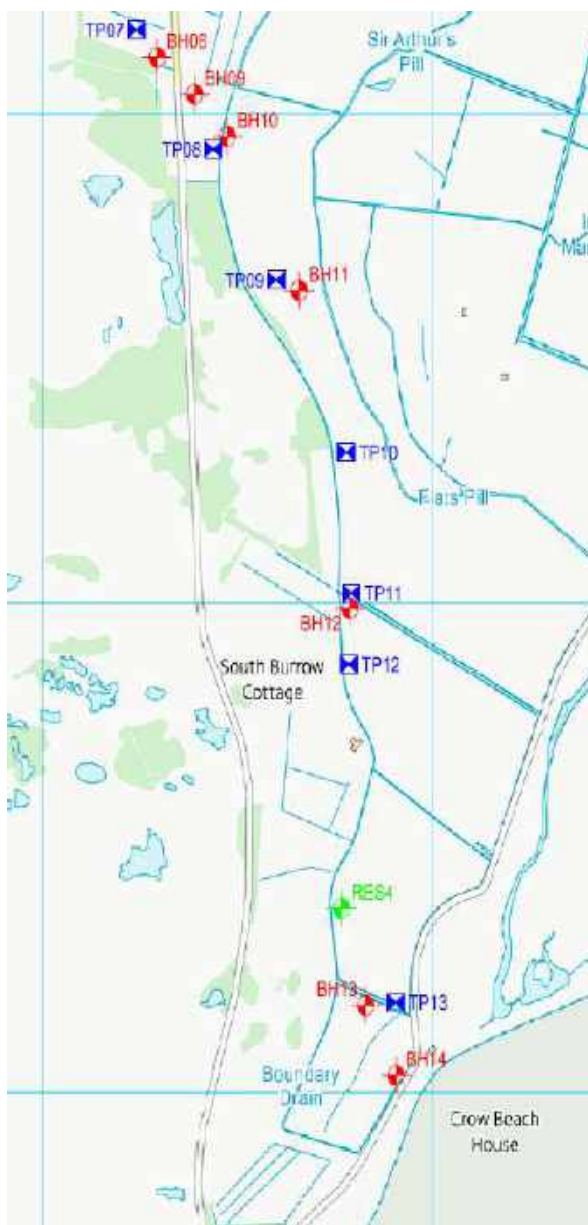 TP07
BH08
Sir Arthur's
Pill
BH09
BH10
TP08
TP09
BH11
TP10
Flats Pill
TP11
BH12
South Burrow
Cottage
TP12
RES4
BH13
TP13
BH14
Boundary
Drain
Crow Beach
House